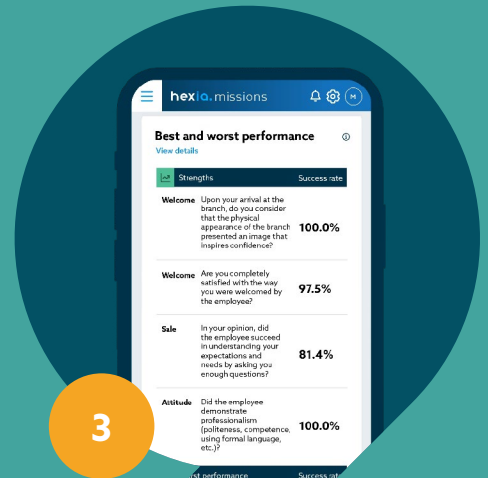 hexia.missions
M
Best and worst performance
View details
Strengths Success rate
Welcome Upon your arrival at the
branch, do you consider
that the physical
appearance of the branch
presented an image that
inspires confidence?
100.0%
Welcome Are you completely
satisfied with the way
you were welcomed by
the employee?
97.5%
Sale In your opinion, did
the employee succeed
in understanding your
expectations and
needs by asking you
enough questions?
81.4%
Attitude Did the employee
demonstrate
professionalism
(politeness, competence,
using formal language,
etc.)?
100.0%
3
performance Success rate